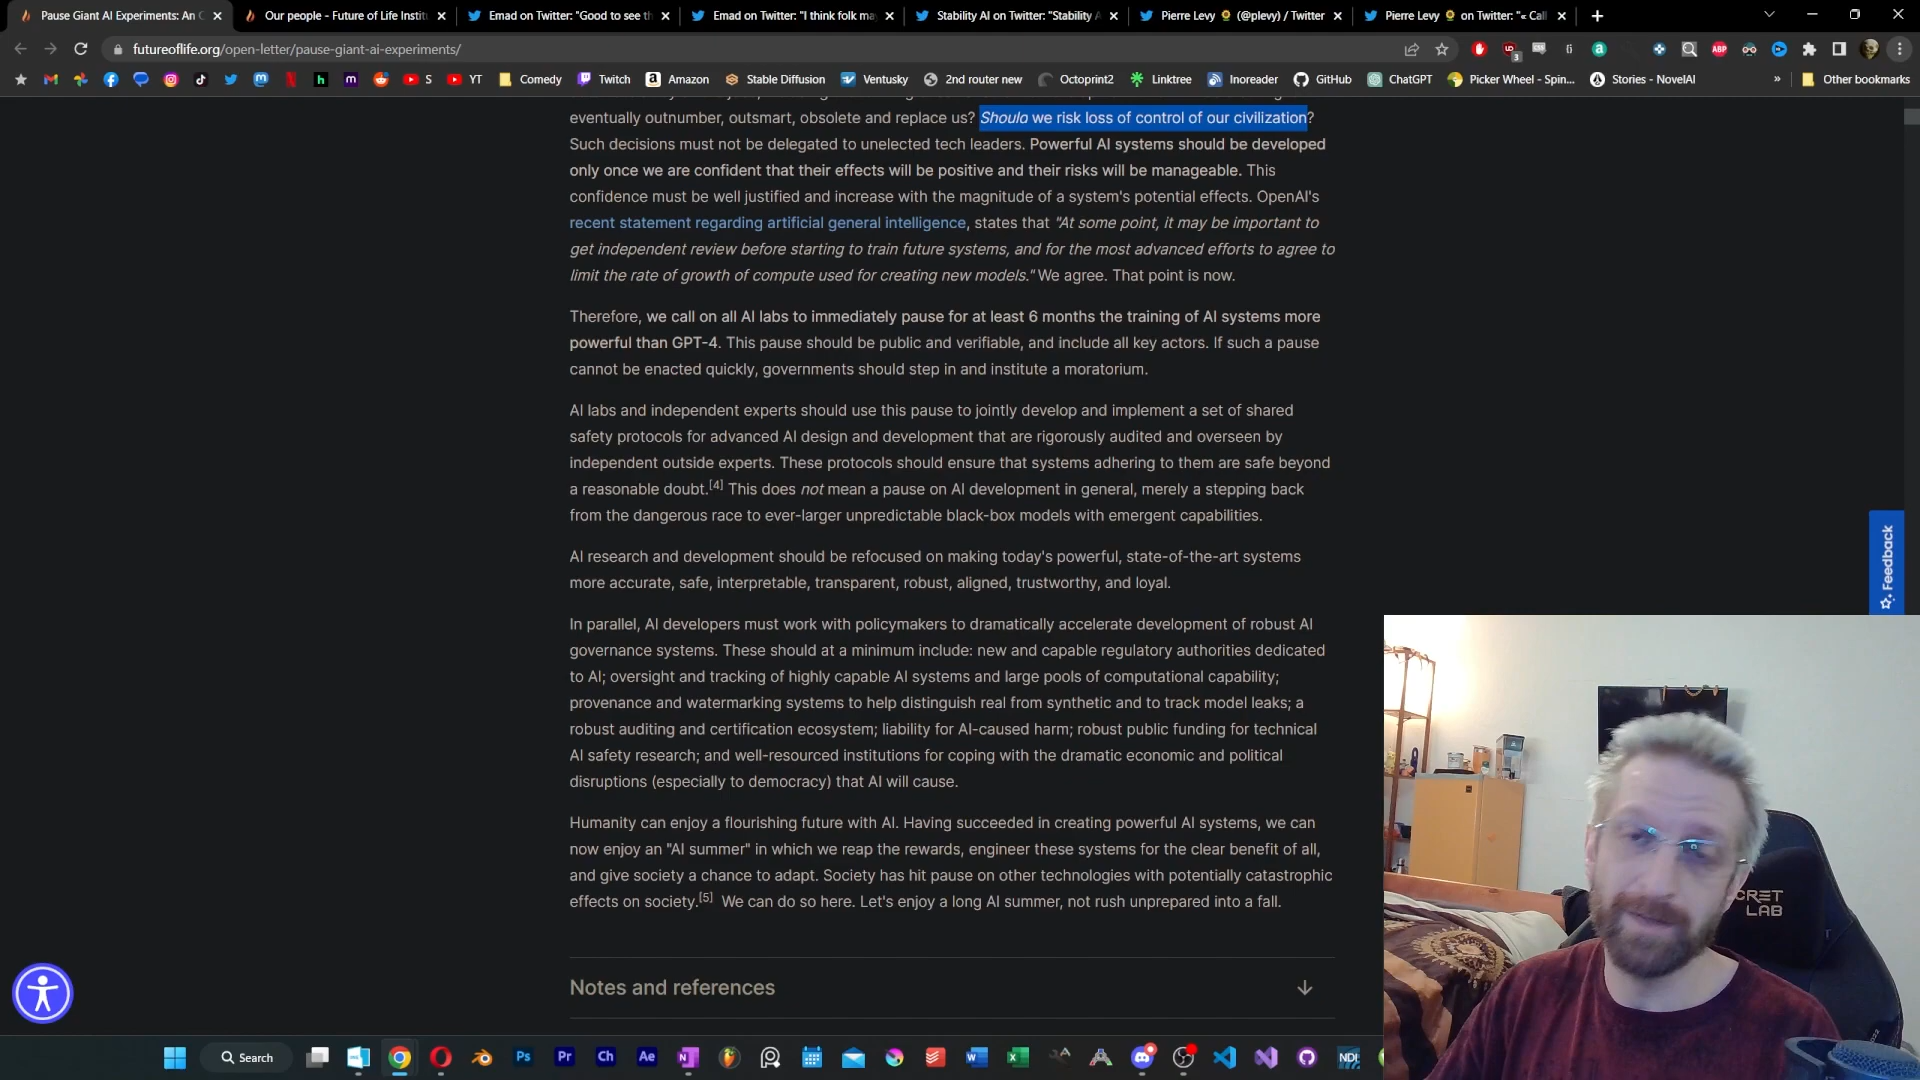 Pause Giant AI Experiments: An O
Our people - Future of Life Instit
Emad on Twitter: "Good to see th
Emad on Twitter: "I think folk ma
Stability AI on Twitter: "Stability A
Pierre Levy 🌻 (@plevy) / Twitter
Pierre Levy 🌻 on Twitter: "« Call
futureoflife.org/open-letter/pause-giant-ai-experiments/
S
YT
Comedy
Twitch
Amazon
Stable Diffusion
Ventusky
2nd router new
Octoprint2
Linktree
Inoreader
GitHub
ChatGPT
Picker Wheel - Spin...
Stories - NovelAI
»
Other bookmarks
eventually outnumber, outsmart, obsolete and replace us? Should we risk loss of control of our civilization?
Such decisions must not be delegated to unelected tech leaders. Powerful AI systems should be developed
only once we are confident that their effects will be positive and their risks will be manageable. This
confidence must be well justified and increase with the magnitude of a system's potential effects. OpenAI's
recent statement regarding artificial general intelligence, states that "At some point, it may be important to
get independent review before starting to train future systems, and for the most advanced efforts to agree to
limit the rate of growth of compute used for creating new models." We agree. That point is now.
Therefore, we call on all AI labs to immediately pause for at least 6 months the training of AI systems more
powerful than GPT-4. This pause should be public and verifiable, and include all key actors. If such a pause
cannot be enacted quickly, governments should step in and institute a moratorium.
AI labs and independent experts should use this pause to jointly develop and implement a set of shared
safety protocols for advanced AI design and development that are rigorously audited and overseen by
independent outside experts. These protocols should ensure that systems adhering to them are safe beyond
a reasonable doubt.[4] This does not mean a pause on AI development in general, merely a stepping back
from the dangerous race to ever-larger unpredictable black-box models with emergent capabilities.
AI research and development should be refocused on making today's powerful, state-of-the-art systems
more accurate, safe, interpretable, transparent, robust, aligned, trustworthy, and loyal.
In parallel, AI developers must work with policymakers to dramatically accelerate development of robust AI
governance systems. These should at a minimum include: new and capable regulatory authorities dedicated
to AI; oversight and tracking of highly capable AI systems and large pools of computational capability;
provenance and watermarking systems to help distinguish real from synthetic and to track model leaks; a
robust auditing and certification ecosystem; liability for AI-caused harm; robust public funding for technical
AI safety research; and well-resourced institutions for coping with the dramatic economic and political
disruptions (especially to democracy) that AI will cause.
Humanity can enjoy a flourishing future with AI. Having succeeded in creating powerful AI systems, we can
now enjoy an "AI summer" in which we reap the rewards, engineer these systems for the clear benefit of all,
and give society a chance to adapt. Society has hit pause on other technologies with potentially catastrophic
effects on society.[5] We can do so here. Let's enjoy a long AI summer, not rush unprepared into a fall.
Notes and references
Feedback
CRET
LAB
Search
Ps
Pr
Ch
Ae
NDI